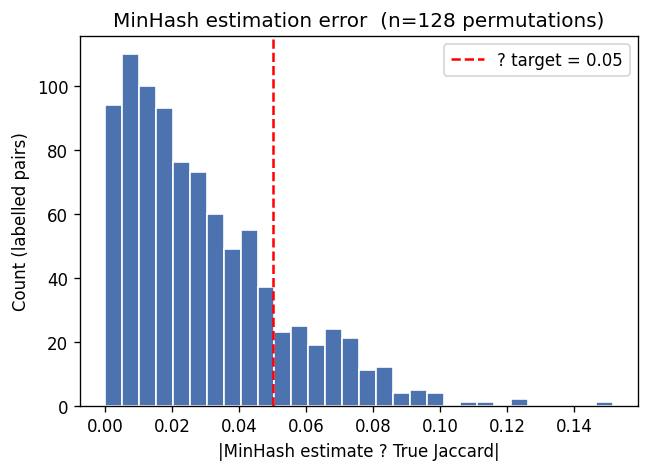 MinHash estimation error  (n=128 permutations)
? target = 0.05
Count (labelled pairs)
100
80
60
40
20
0
0.00 0.02 0.04 0.06 0.08 0.10 0.12 0.14
|MinHash estimate ? True Jaccard|